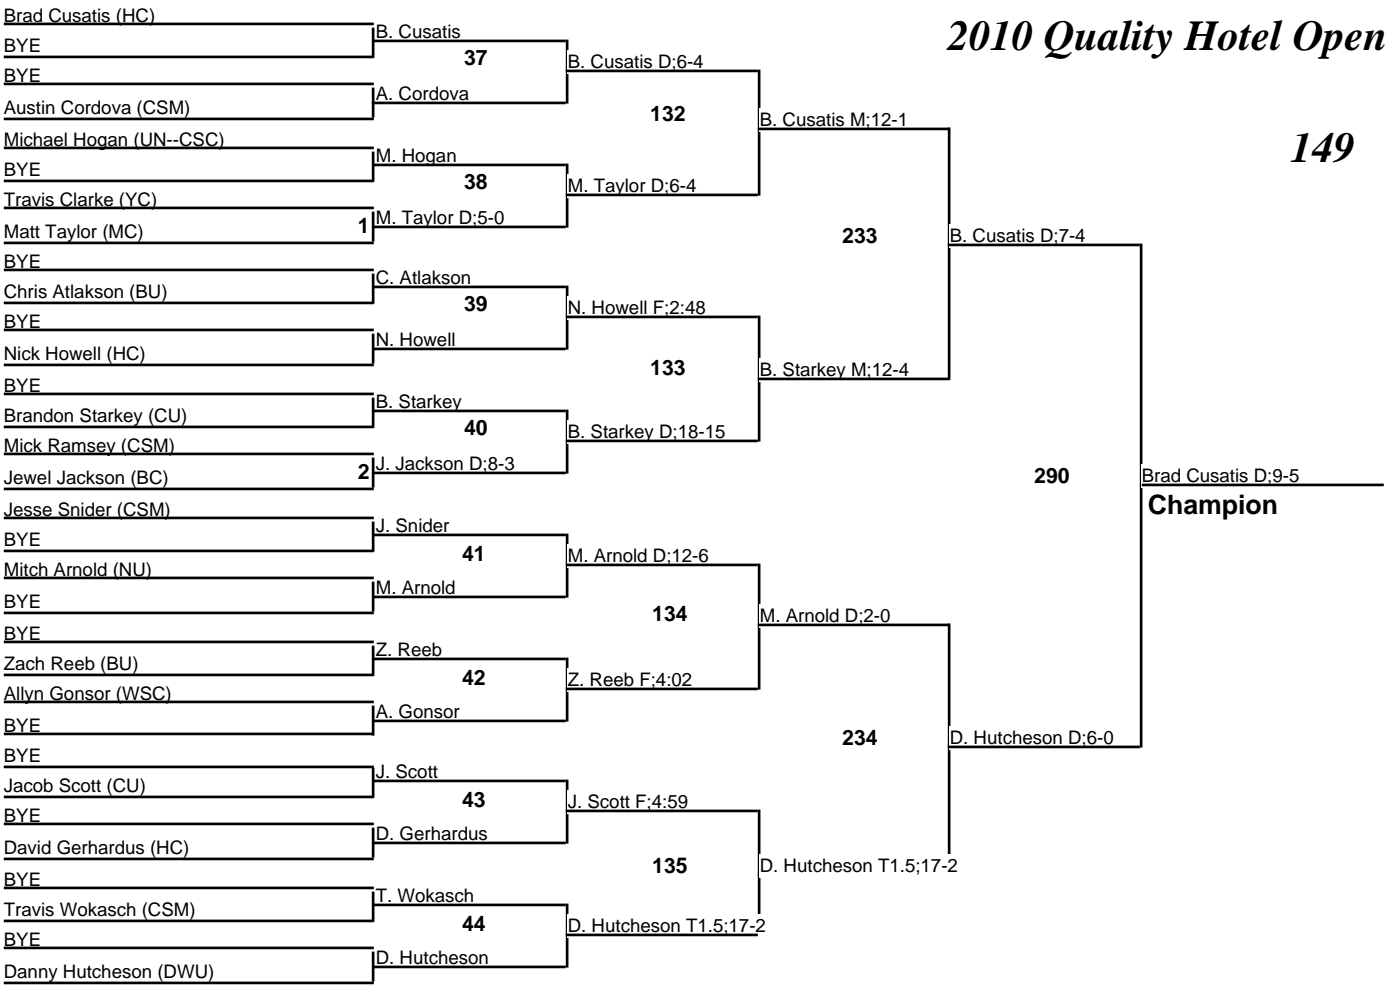 2010 Quality Hotel Open
149
Brad Cusatis (HC)
BYE
BYE
Austin Cordova (CSM)
Michael Hogan (UN--CSC)
BYE
Travis Clarke (YC)
Matt Taylor (MC)
BYE
Chris Atlakson (BU)
BYE
Nick Howell (HC)
BYE
Brandon Starkey (CU)
Mick Ramsey (CSM)
Jewel Jackson (BC)
Jesse Snider (CSM)
BYE
Mitch Arnold (NU)
BYE
BYE
Zach Reeb (BU)
Allyn Gonsor (WSC)
BYE
BYE
Jacob Scott (CU)
BYE
David Gerhardus (HC)
BYE
Travis Wokasch (CSM)
BYE
Danny Hutcheson (DWU)
1
2
B. Cusatis
37
A. Cordova
M. Hogan
38
M. Taylor D;5-0
C. Atlakson
39
N. Howell
B. Starkey
40
J. Jackson D;8-3
J. Snider
41
M. Arnold
Z. Reeb
42
A. Gonsor
J. Scott
43
D. Gerhardus
T. Wokasch
44
D. Hutcheson
B. Cusatis D;6-4
132
M. Taylor D;6-4
N. Howell F;2:48
133
B. Starkey D;18-15
M. Arnold D;12-6
134
Z. Reeb F;4:02
J. Scott F;4:59
135
D. Hutcheson T1.5;17-2
B. Cusatis M;12-1
233
B. Starkey M;12-4
M. Arnold D;2-0
234
D. Hutcheson T1.5;17-2
B. Cusatis D;7-4
290
D. Hutcheson D;6-0
Brad Cusatis D;9-5
Champion